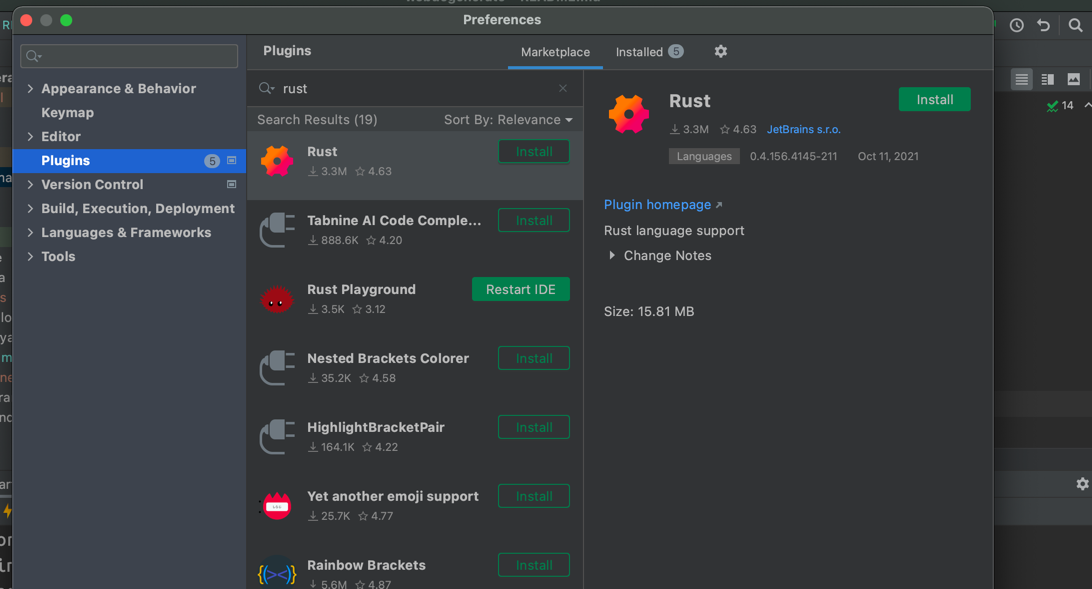 Preferences
Plugins
Marketplace
Installed 5
Appearance & Behavior
Keymap
Editor
Plugins 5
Version Control
Build, Execution, Deployment
Languages & Frameworks
Tools
rust
Search Results (19)
Sort By: Relevance
Rust
Install
3.3M 4.63
Tabnine AI Code Comple...
Install
888.6K 4.20
Rust Playground
Restart IDE
3.5K 3.12
Nested Brackets Colorer
Install
35.2K 4.58
HighlightBracketPair
Install
164.1K 4.22
Yet another emoji support
Install
25.7K 4.77
Rainbow Brackets
Install
5.6M 4.87
Rust
Install
3.3M 4.63 JetBrains s.r.o.
Languages 0.4.156.4145-211 Oct 11, 2021
Plugin homepage
Rust language support
Change Notes
Size: 15.81 MB
14